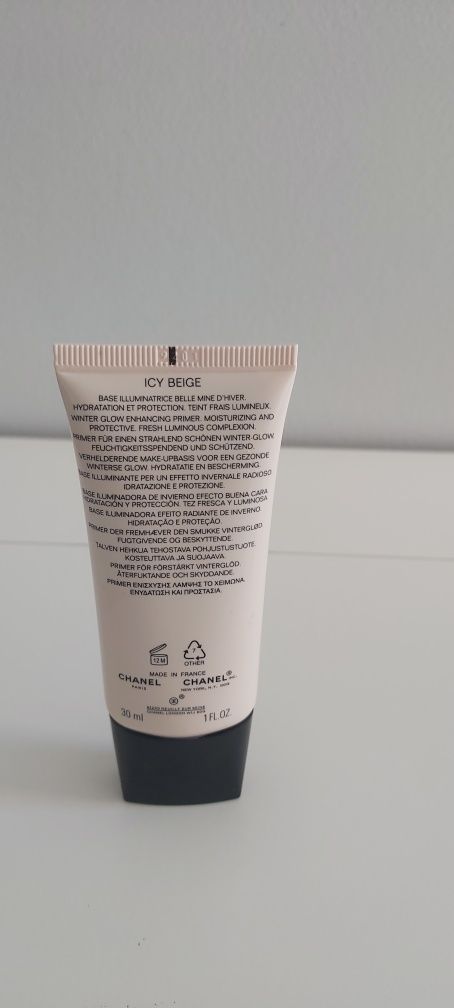 ICY BEIGE
BASE ILLUMINATRICE BELLE MINE D'HIVER.
HYDRATATION ET PROTECTION. TEINT FRAIS LUMINEUX.
WINTER GLOW ENHANCING PRIMER. MOISTURIZING AND
PROTECTIVE. FRESH LUMINOUS COMPLEXION.
PRIMER FÜR EINEN STRAHLEND SCHÖNEN WINTER-GLOW.
FEUCHTIGKEITSSPENDEND UND SCHÜTZEND.
VERHELDERENDE MAKE-UPBASIS VOOR EEN GEZONDE
WINTERSE GLOW. HYDRATATIE EN BESCHERMING.
BASE ILLUMINANTE PER UN EFFETTO INVERNALE RADIOSO
IDRATAZIONE E PROTEZIONE.
BASE ILUMINADORA DE INVIERNO EFECTO BUENA CARA
HIDRATACIÓN Y PROTECCIÓN. TEZ FRESCA Y LUMINOSA
BASE ILUMINADORA EFEITO RADIANTE DE INVERNO.
HIDRATAÇÃO E PROTEÇÃO.
PRIMER DER FREMHÆVER DEN SMUKKE VINTERGLØD.
FUGTGIVENDE OG BESKYTTENDE.
TALVEN HEHKUA TEHOSTAVA POHJUSTUSTUOTE.
KOSTEUTTAVA JA SUOJAAVA.
PRIMER FÖR FÖRSTÄRKT VINTERGLÖD.
ÅTERFUKTANDE OCH SKYDDANDE.
PRIMER ΕΝΙΣΧΥΣΗΣ ΛΑΜΨΗΣ ΤΟ ΧΕΙΜΩΝΑ.
ΕΝΥΔΑΤΩΣΗ ΚΑΙ ΠΡΟΣΤΑΣΙΑ.
12 M
7
OTHER
MADE IN FRANCE
CHANEL CHANEL®
PARIS NEW YORK, N.Y.
30 ml 1 FL.OZ.